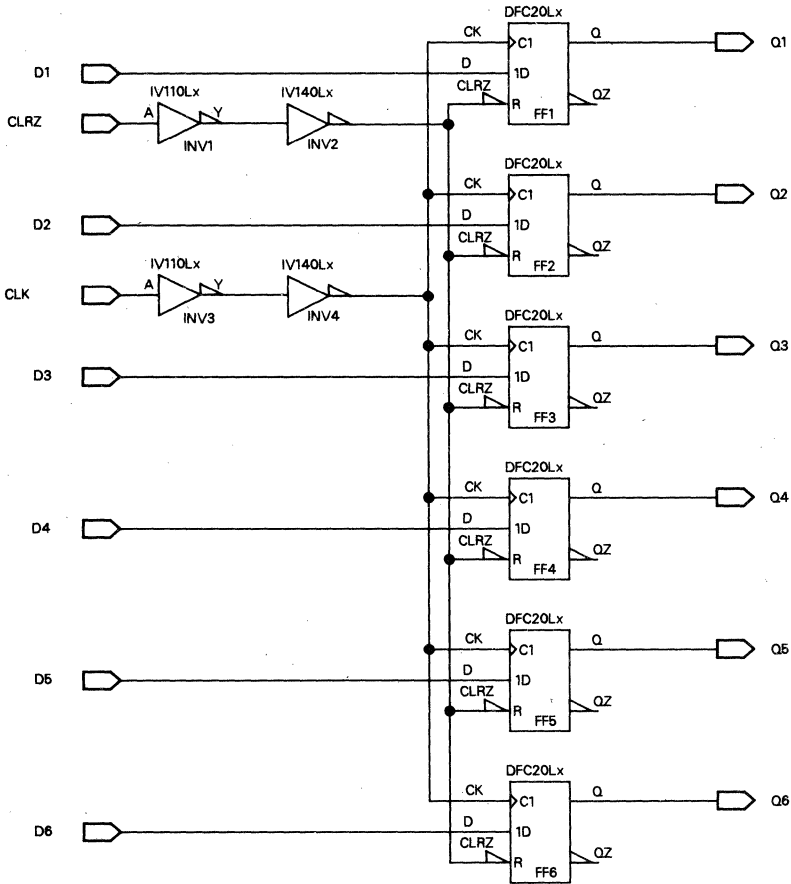 DFC20Lx
CK
C1
Q
Q1
D1
D
1D
IV110Lx
IV140Lx
CLRZ
R
QZ
CLRZ
A
Y
FF1
INV1
INV2
DFC20Lx
CK
C1
Q
Q2
D2
D
1D
CLRZ
R
QZ
FF2
IV110Lx
IV140Lx
CLK
A
Y
INV3
INV4
DFC20Lx
CK
C1
Q
Q3
D3
D
1D
CLRZ
R
QZ
FF3
DFC20Lx
CK
C1
Q
Q4
D4
D
1D
CLRZ
R
QZ
FF4
DFC20Lx
CK
C1
Q
Q5
D5
D
1D
CLRZ
R
QZ
FF5
DFC20Lx
CK
C1
Q
Q6
D6
D
1D
CLRZ
R
QZ
FF6